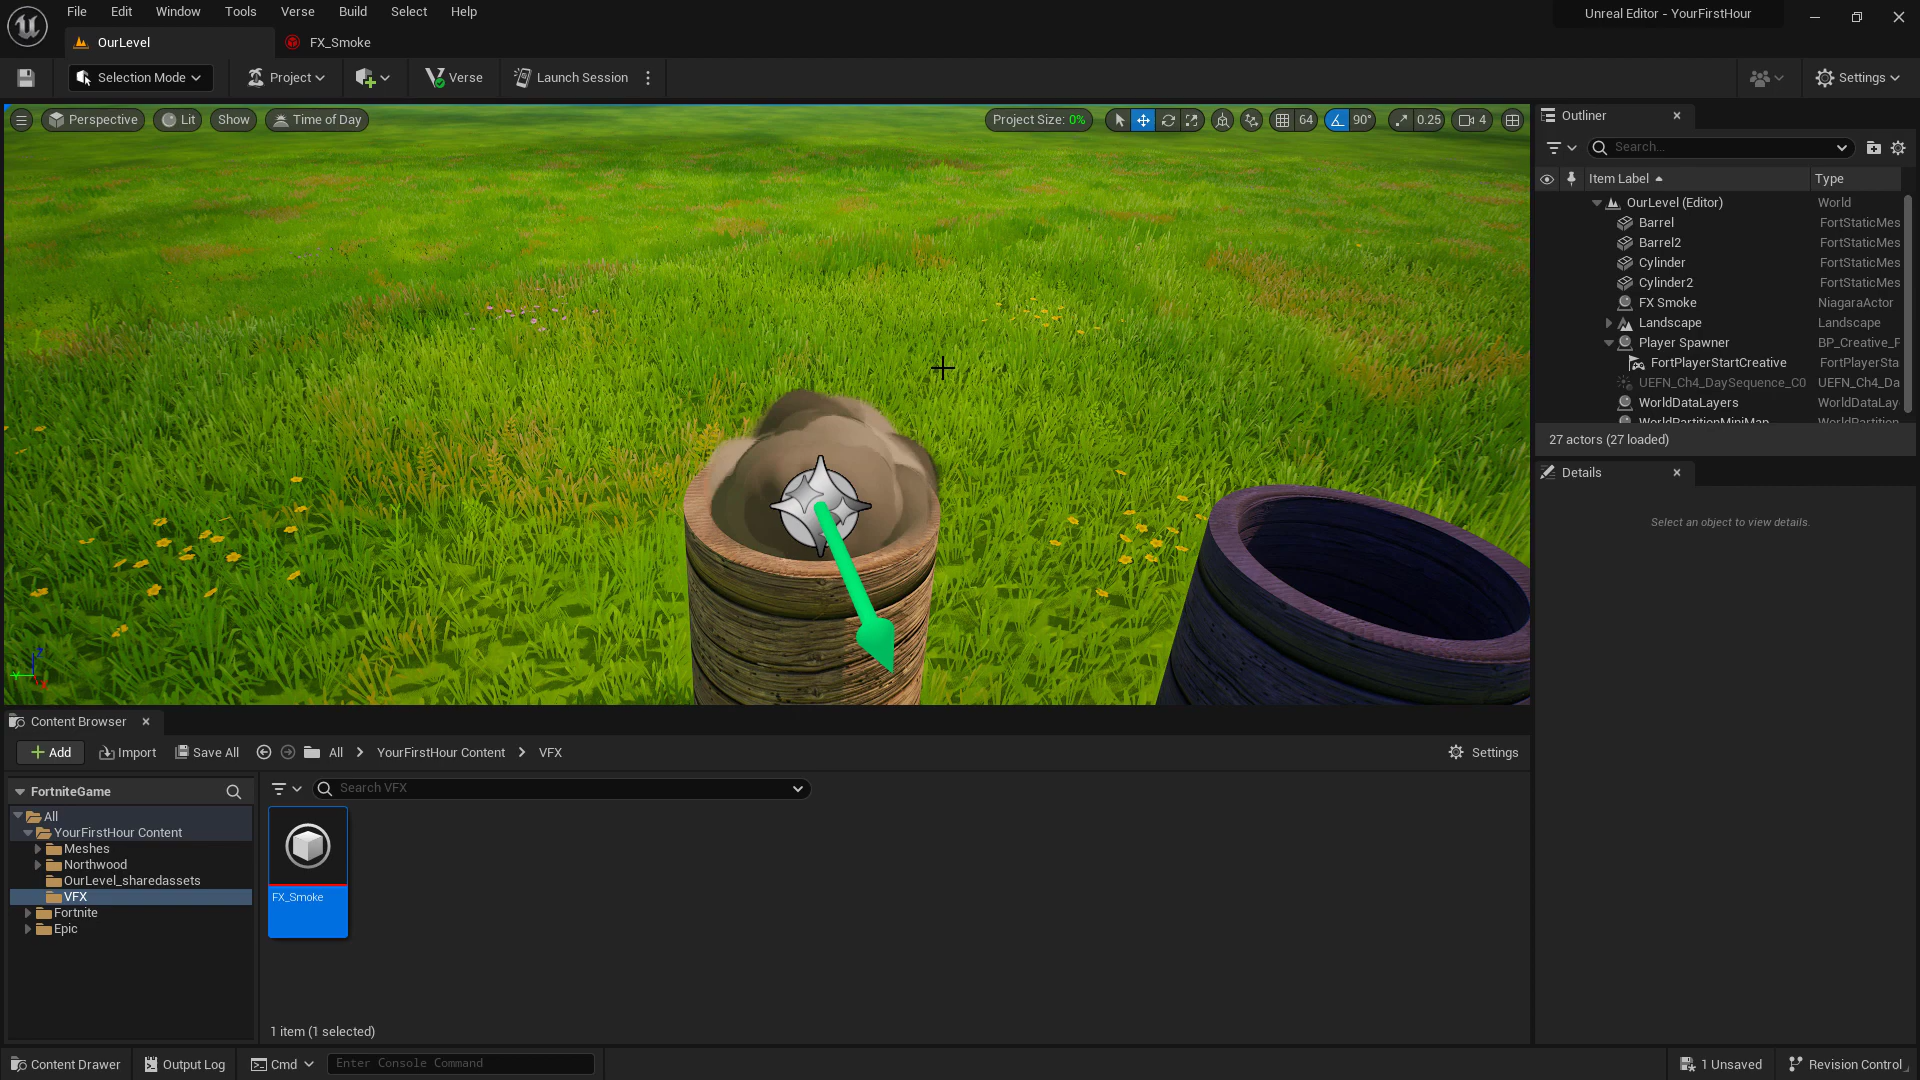 File Edit Window Tools Verse Build Select Help
Unreal Editor - YourFirstHour
OurLevel
FX_Smoke
Selection Mode
Project
Verse
Launch Session
Settings
Perspective
Lit
Show
Time of Day
Project Size: 0%
64
90°
0.25
4
Outliner
Search...
Item Label
Type
OurLevel (Editor) World
Barrel FortStaticMes
Barrel2 FortStaticMes
Cylinder FortStaticMes
Cylinder2 FortStaticMes
FX Smoke NiagaraActor
Landscape Landscape
Player Spawner BP_Creative_F
FortPlayerStartCreative FortPlayerSta
UEFN_Ch4_DaySequence_C0 UEFN_Ch4_Da
WorldDataLayers WorldDataLay
WorldPartitionMiniMap WorldPartition
27 actors (27 loaded)
Details
Select an object to view details.
Z
Y
Content Browser
Add
Import
Save All
All > YourFirstHour Content > VFX
Settings
FortniteGame
Search VFX
All
YourFirstHour Content
Meshes
Northwood
OurLevel_sharedassets
VFX
Fortnite
Epic
FX_Smoke
1 item (1 selected)
Content Drawer
Output Log
Cmd
Enter Console Command
1 Unsaved
Revision Control